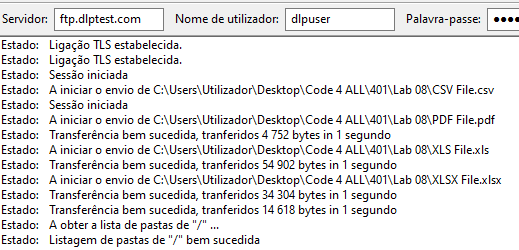 Servidor: ftp.dlptest.com Nome de utilizador: dlpuser Palavra-passe: ●●●●
Estado: Ligação TLS estabelecida.
Estado: Ligação TLS estabelecida.
Estado: Sessão iniciada
Estado: A iniciar o envio de C:\Users\Utilizador\Desktop\Code 4 ALL\401\Lab 08\CSV File.csv
Estado: Sessão iniciada
Estado: A iniciar o envio de C:\Users\Utilizador\Desktop\Code 4 ALL\401\Lab 08\PDF File.pdf
Estado: Transferência bem sucedida, tranferidos 4 752 bytes in 1 segundo
Estado: A iniciar o envio de C:\Users\Utilizador\Desktop\Code 4 ALL\401\Lab 08\XLS File.xls
Estado: Transferência bem sucedida, tranferidos 54 902 bytes in 1 segundo
Estado: A iniciar o envio de C:\Users\Utilizador\Desktop\Code 4 ALL\401\Lab 08\XLSX File.xlsx
Estado: Transferência bem sucedida, tranferidos 34 304 bytes in 1 segundo
Estado: Transferência bem sucedida, tranferidos 14 618 bytes in 1 segundo
Estado: A obter a lista de pastas de "/" ...
Estado: Listagem de pastas de "/" bem sucedida